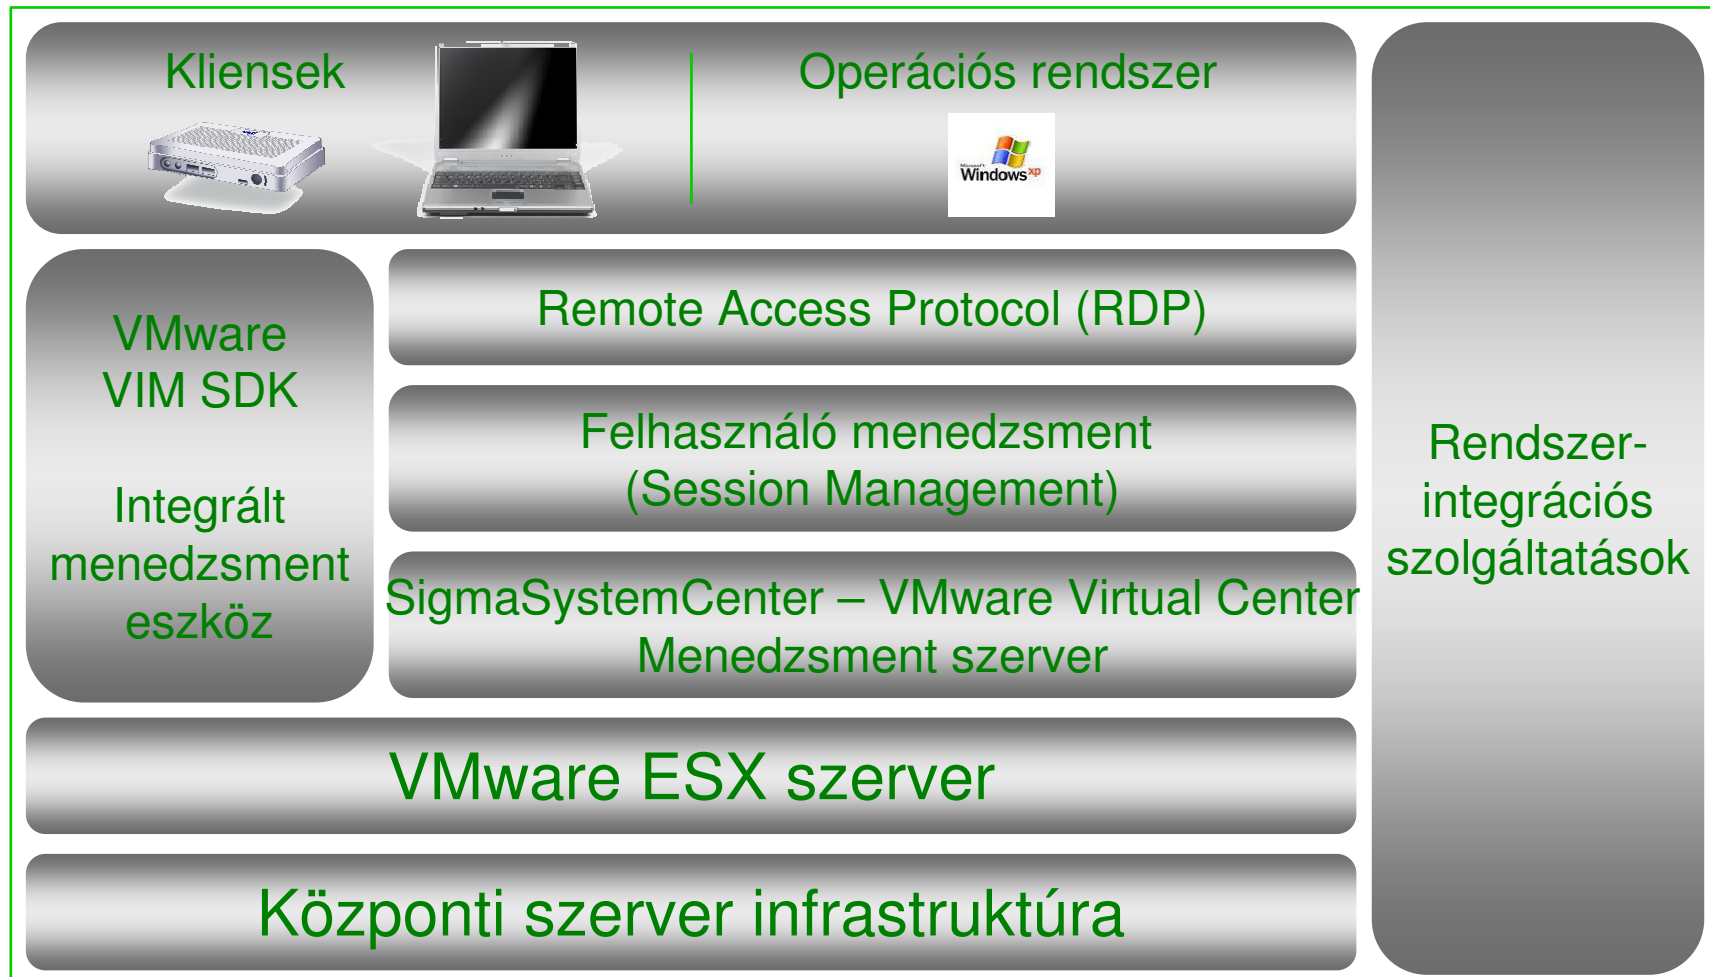 Kliensek
Operációs rendszer
Microsoft
Windows xp
VMware
VIM SDK
Integrált
menedzsment
eszköz
Remote Access Protocol (RDP)
Felhasználó menedzsment
(Session Management)
SigmaSystemCenter – VMware Virtual Center
Menedzsment szerver
Rendszer-
integrációs
szolgáltatások
VMware ESX szerver
Központi szerver infrastruktúra